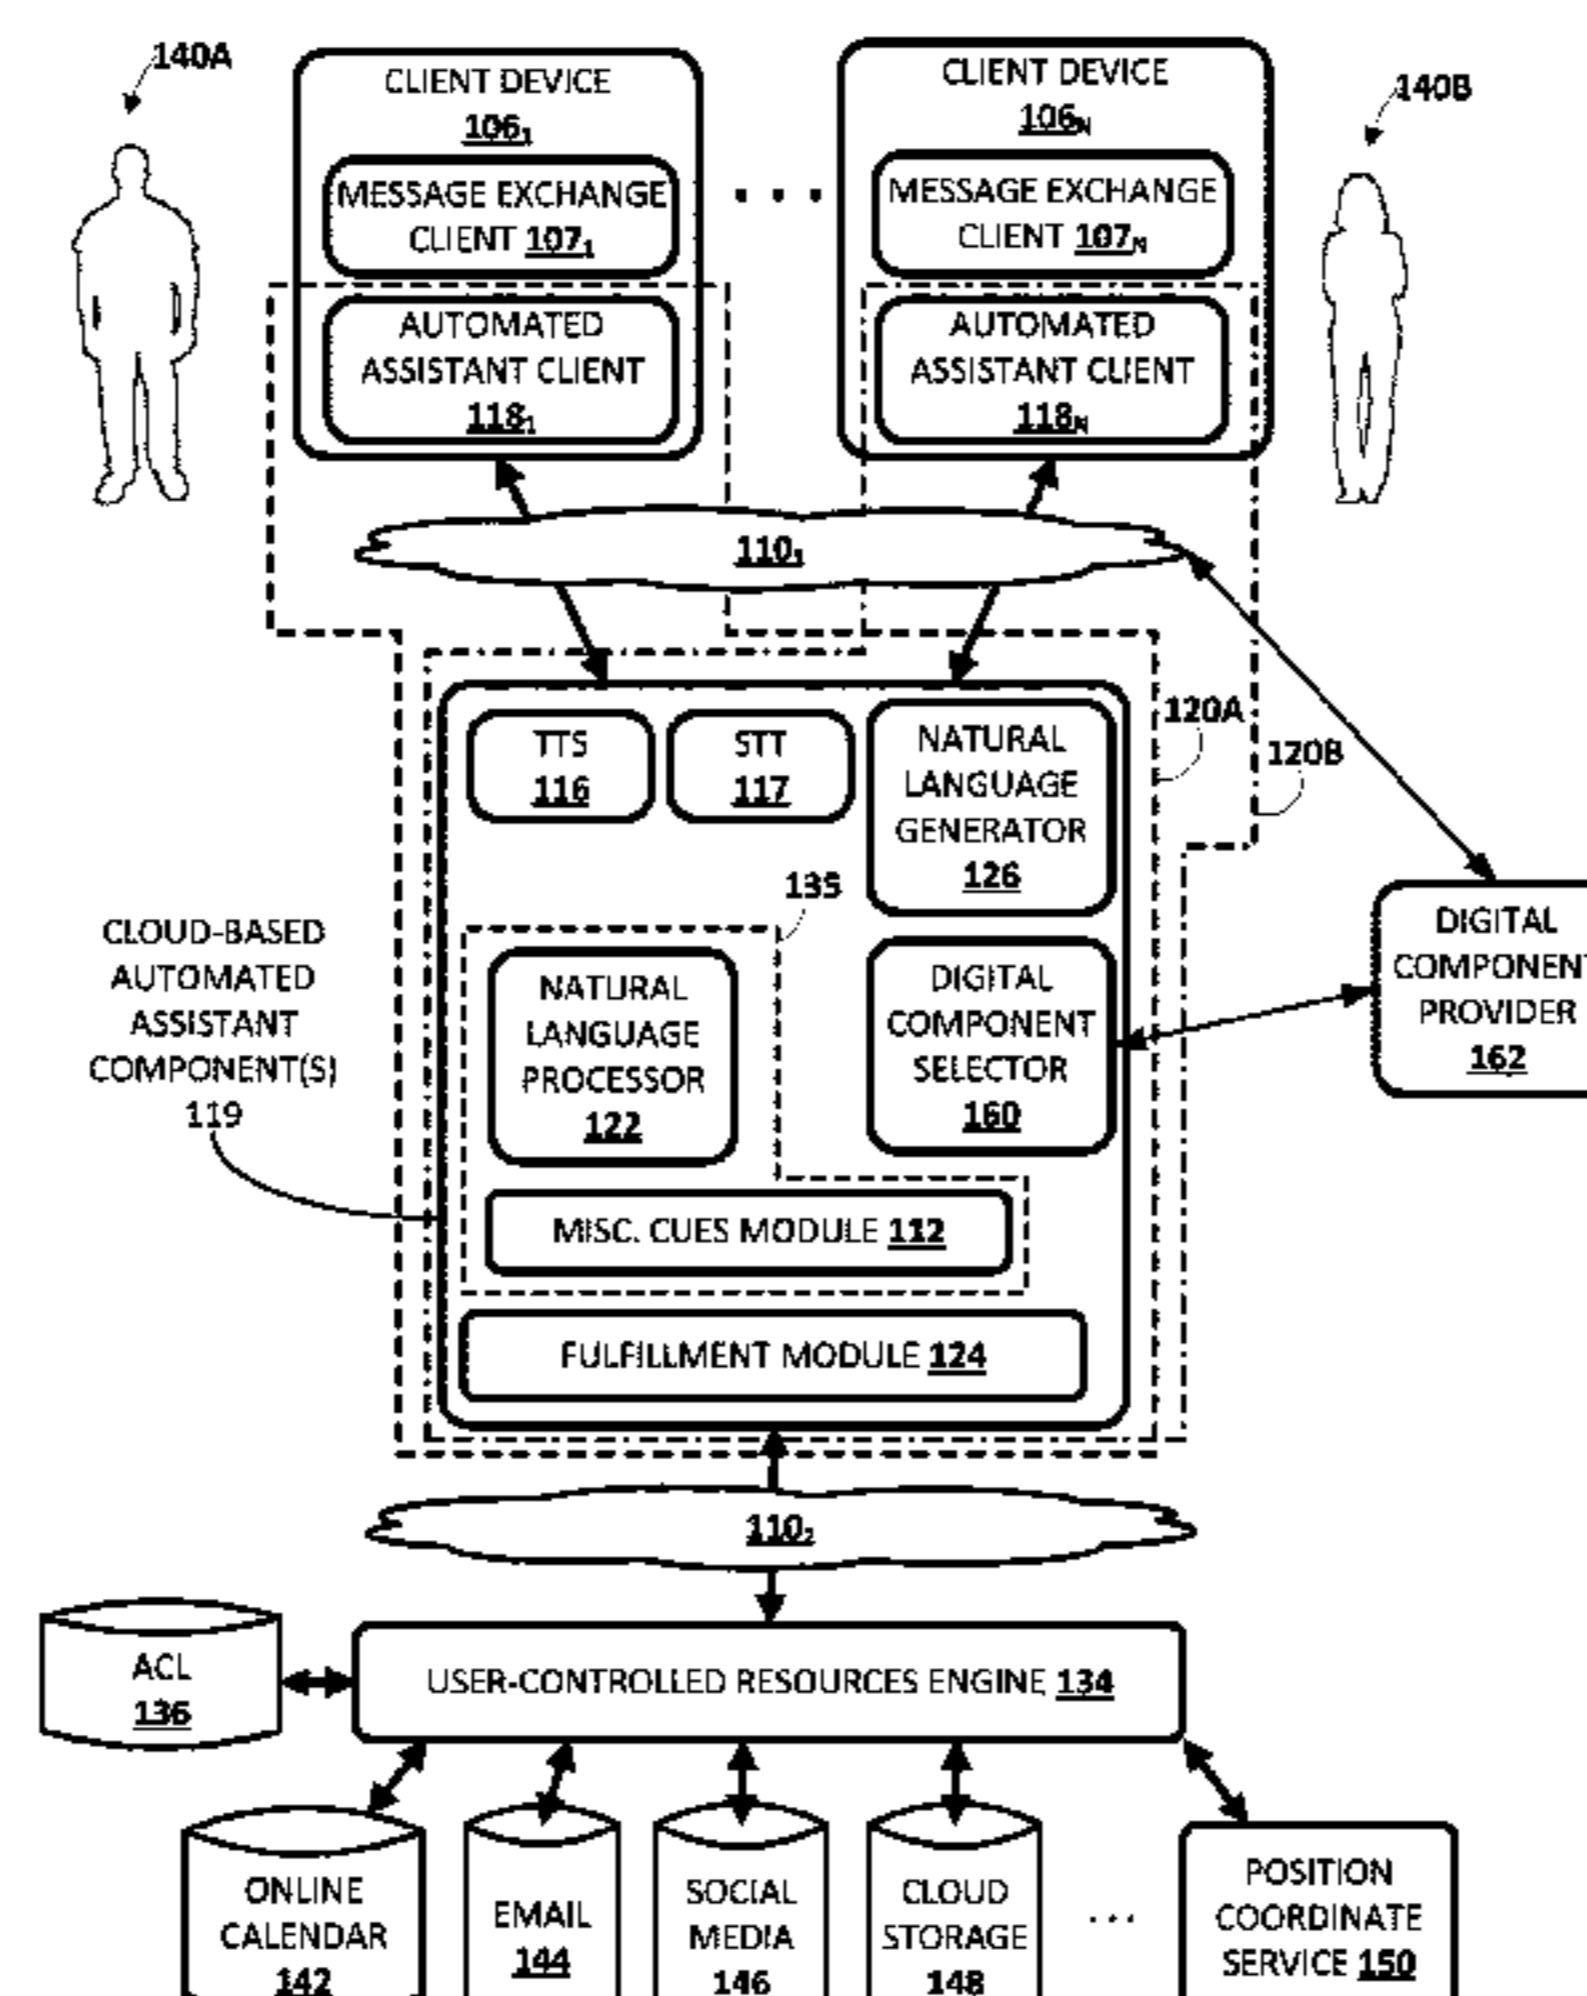 140A
CLIENT DEVICE
106₁
MESSAGE EXCHANGE
CLIENT 107₁
AUTOMATED
ASSISTANT CLIENT
118₁
. . .
CLIENT DEVICE
106N
MESSAGE EXCHANGE
CLIENT 107N
AUTOMATED
ASSISTANT CLIENT
118N
140B
110₁
120A
120B
TTS
116
STT
117
NATURAL
LANGUAGE
GENERATOR
126
135
CLOUD-BASED
AUTOMATED
ASSISTANT
COMPONENT(S)
119
NATURAL
LANGUAGE
PROCESSOR
122
DIGITAL
COMPONENT
SELECTOR
160
DIGITAL
COMPONENT
PROVIDER
162
MISC. CUES MODULE 112
FULFILLMENT MODULE 124
110₂
ACL
136
USER-CONTROLLED RESOURCES ENGINE 134
ONLINE
CALENDAR
142
EMAIL
144
SOCIAL
MEDIA
146
CLOUD
STORAGE
148
. . .
POSITION
COORDINATE
SERVICE 150